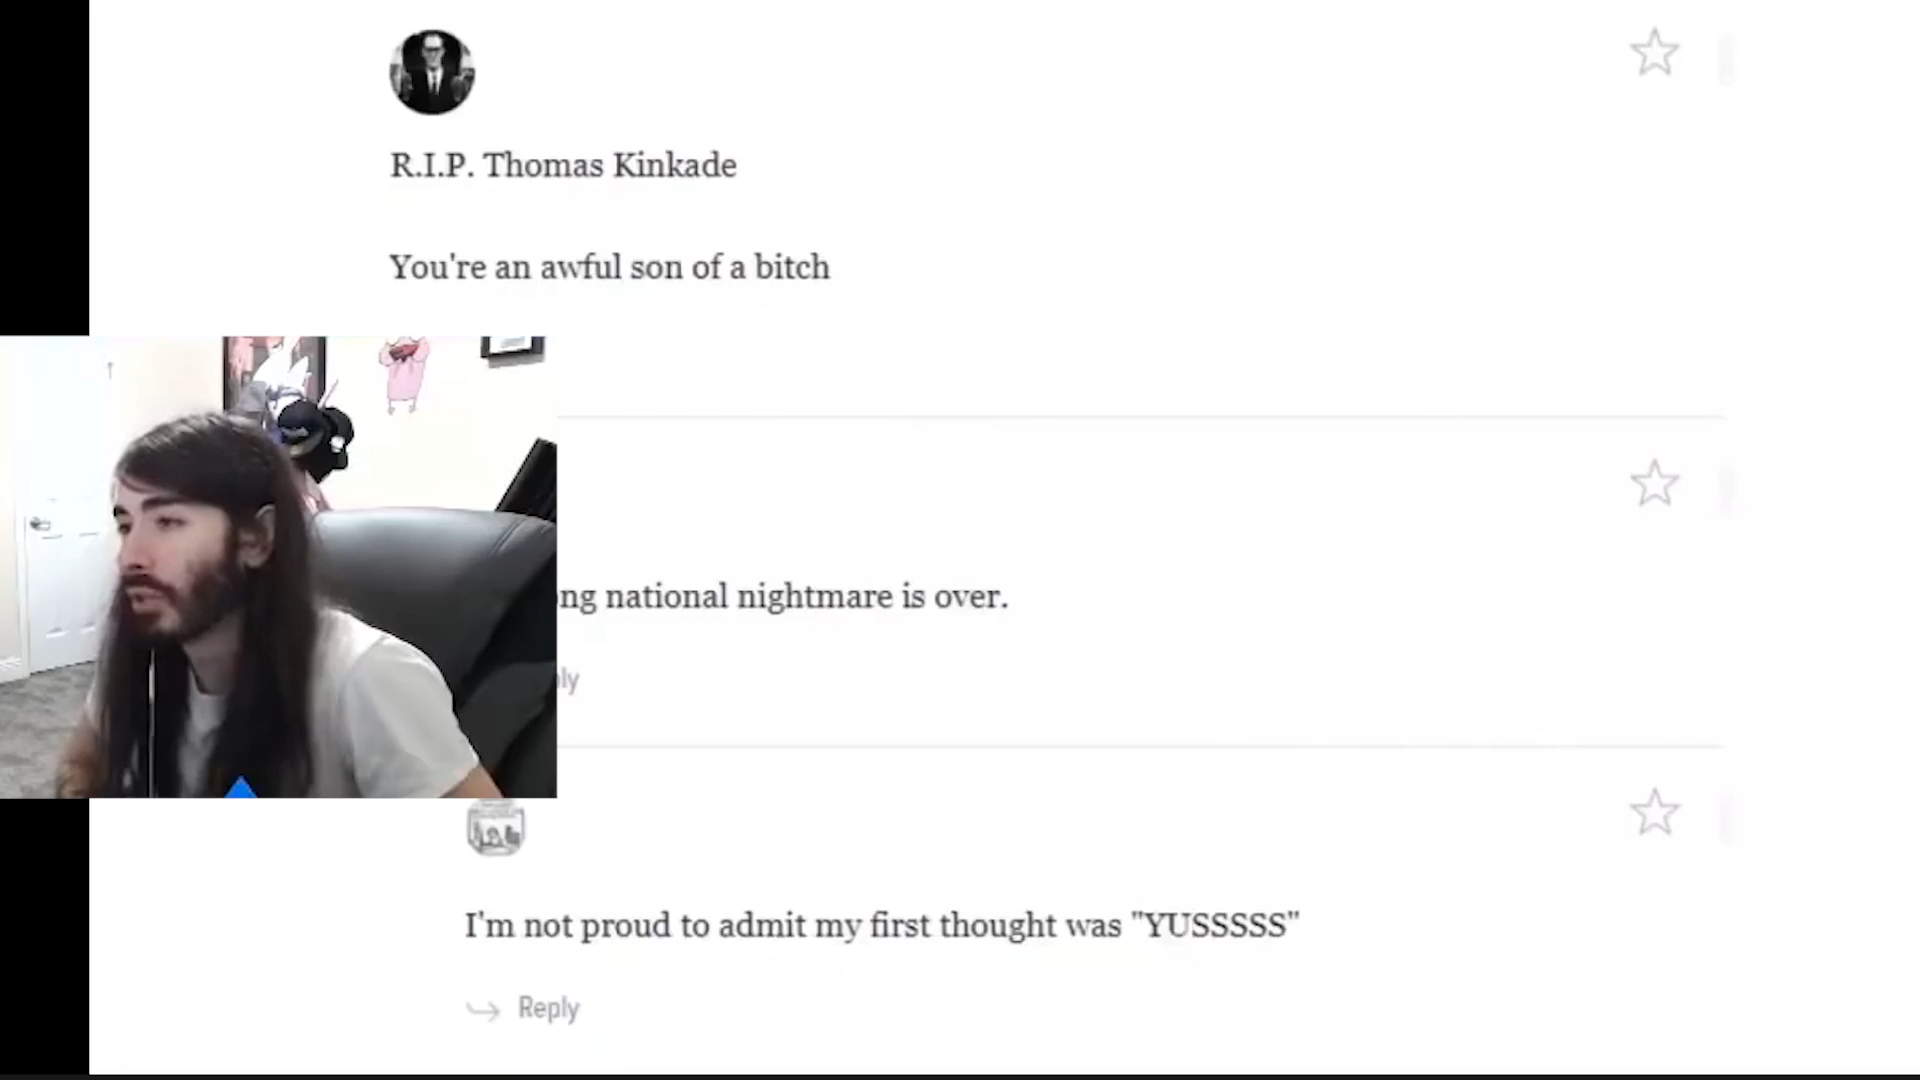 R.I.P. Thomas Kinkade
You're an awful son of a bitch
national nightmare is over.
I'm not proud to admit my first thought was "YUSSSSS"
Reply